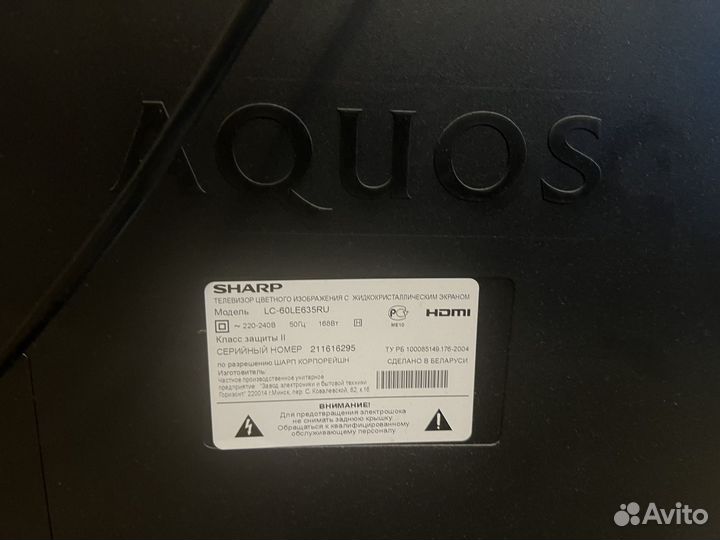 AQUOS
SHARP
ТЕЛЕВИЗОР ЦВЕТНОГО ИЗОБРАЖЕНИЯ С ЖИДКОКРИСТАЛЛИЧЕСКИМ ЭКРАНОМ
Модель LC-60LE635RU
~ 220-240В 50Гц 168Вт Н
МЕ10
HDMI
Класс защиты II
СЕРИЙНЫЙ НОМЕР 211616295
ТУ РБ 100085149.176-2004
по разрешению ШАРП КОРПОРЕЙШН
СДЕЛАНО В БЕЛАРУСИ
Изготовитель:
Частное производственное унитарное
предприятие "Завод электроники и бытовой техники
Горизонт" 220014 г.Минск, пер. С. Ковалевской, 62, к.16
ВНИМАНИЕ!
Для предотвращения электрошока
не снимать заднюю крышку
Обращаться к квалифицированному
обслуживающему персоналу
Avito